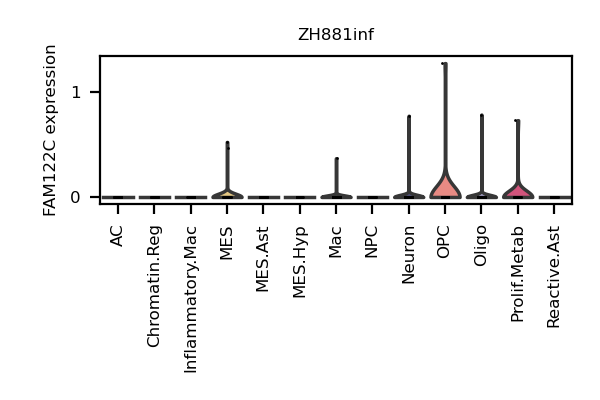 ZH881inf
FAM122C expression
1
0
AC
Chromatin.Reg
Inflammatory.Mac
MES
MES.Ast
MES.Hyp
Mac
NPC
Neuron
OPC
Oligo
Prolif.Metab
Reactive.Ast